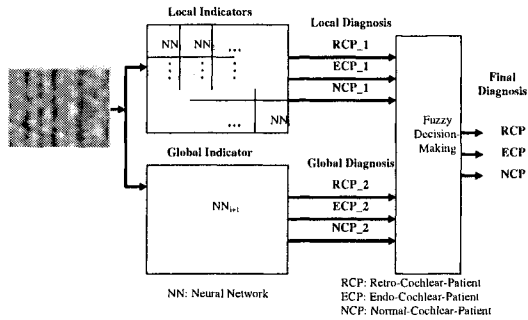 Local Indicators
Local Diagnosis
NN
NN
...
...
...
...
...
NN
RCP_1
ECP_1
NCP_1
Global Indicator
Global Diagnosis
NN i+1
RCP_2
ECP_2
NCP_2
Fuzzy
Decision-
Making
Final
Diagnosis
RCP
ECP
NCP
NN: Neural Network
RCP: Retro-Cochlear-Patient
ECP: Endo-Cochlear-Patient
NCP: Normal-Cochlear-Patient